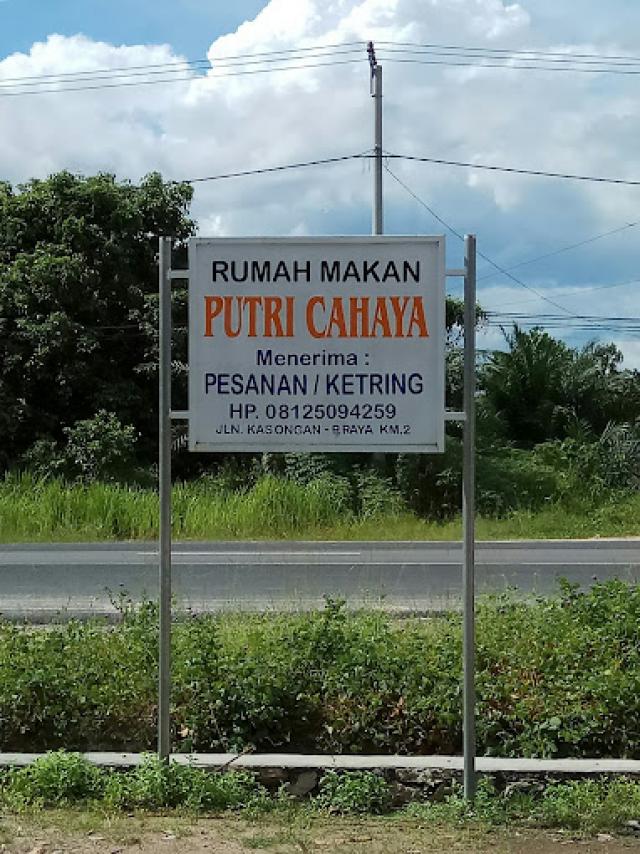 RUMAH MAKAN
PUTRI CAHAYA
Menerima :
PESANAN / KETRING
HP. 08125094259
JLN. KASONGAN - P.RAYA KM.2